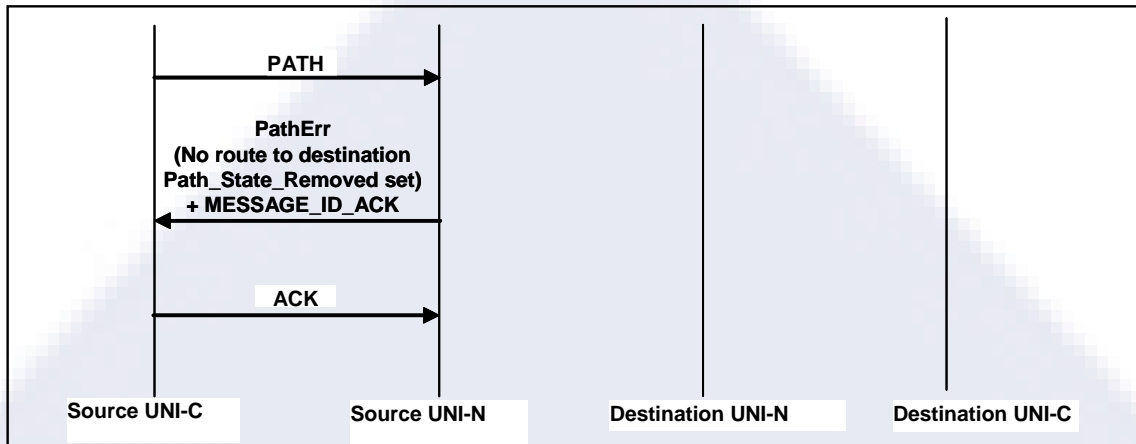 PATH
PathErr
(No route to destination
Path_State_Removed set)
+ MESSAGE_ID_ACK
ACK
Source UNI-C
Source UNI-N
Destination UNI-N
Destination UNI-C